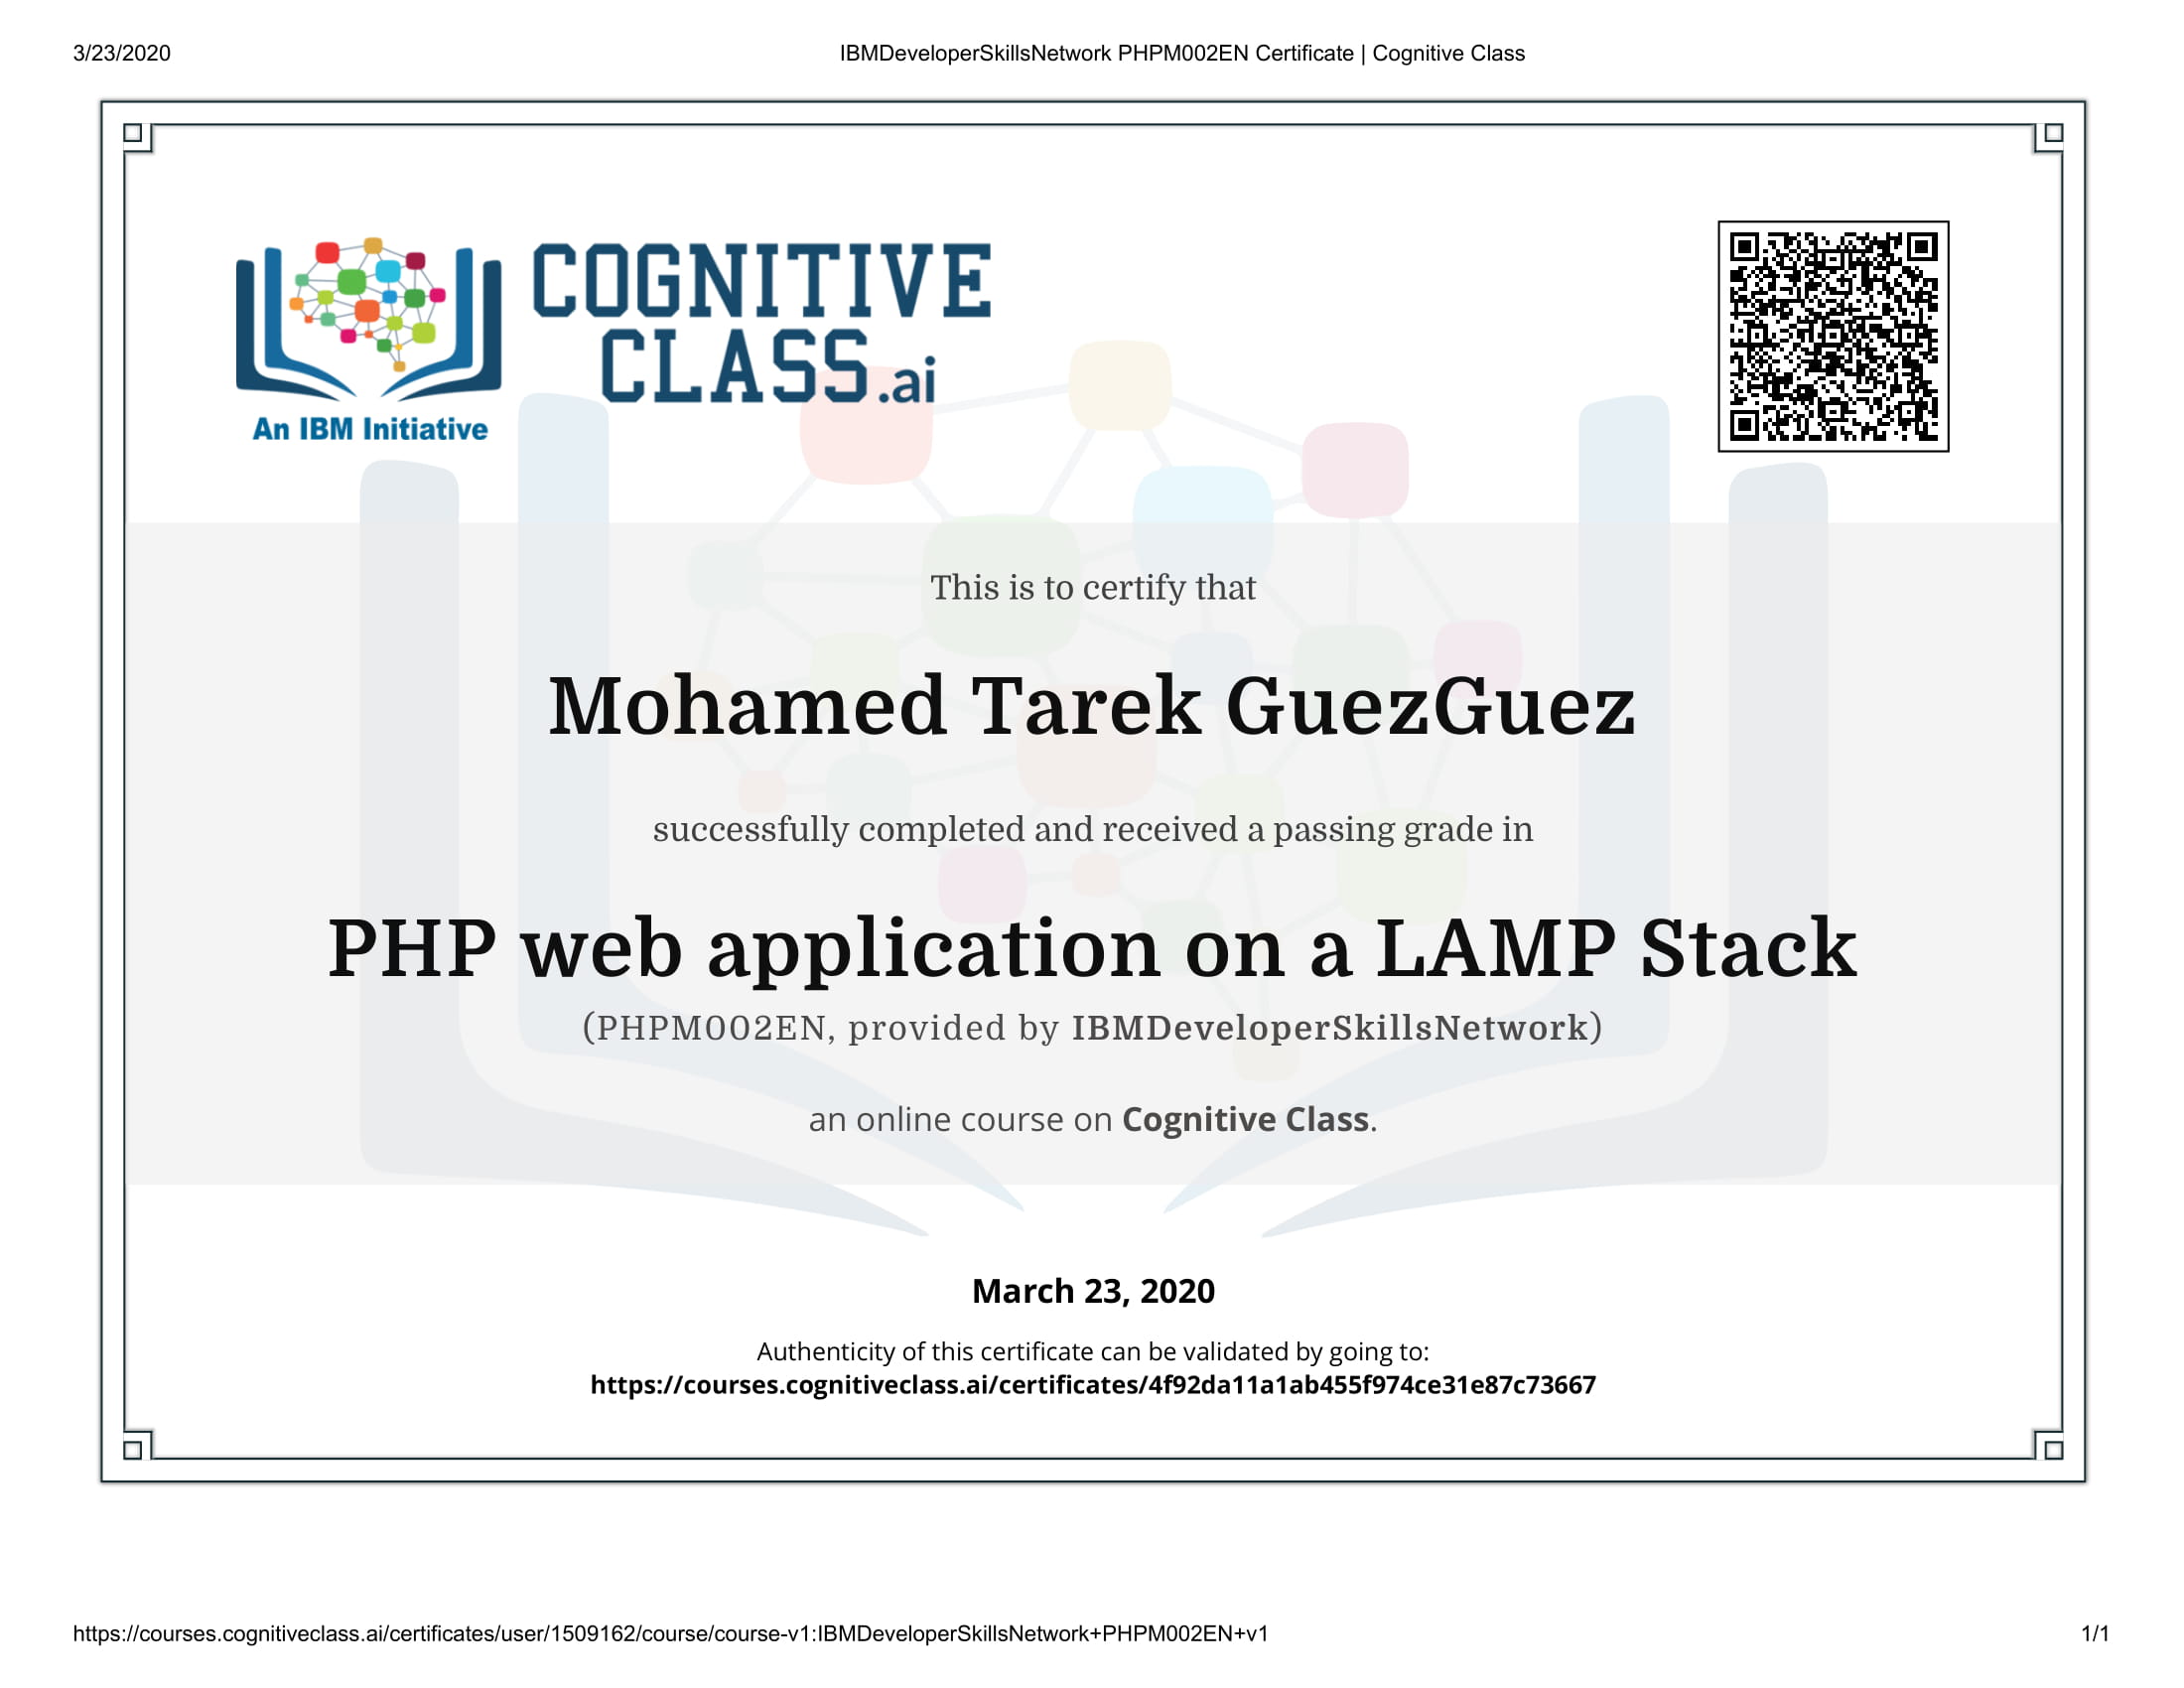 3/23/2020
IBMDeveloperSkillsNetwork PHPM002EN Certificate | Cognitive Class
COGNITIVE
CLASS.ai
An IBM Initiative
This is to certify that
Mohamed Tarek GuezGuez
successfully completed and received a passing grade in
PHP web application on a LAMP Stack
(PHPM002EN, provided by IBMDeveloperSkillsNetwork)
an online course on Cognitive Class.
March 23, 2020
Authenticity of this certificate can be validated by going to:
https://courses.cognitiveclass.ai/certificates/4f92da11a1ab455f974ce31e87c73667
https://courses.cognitiveclass.ai/certificates/user/1509162/course/course-v1:IBMDeveloperSkillsNetwork+PHPM002EN+v1
1/1